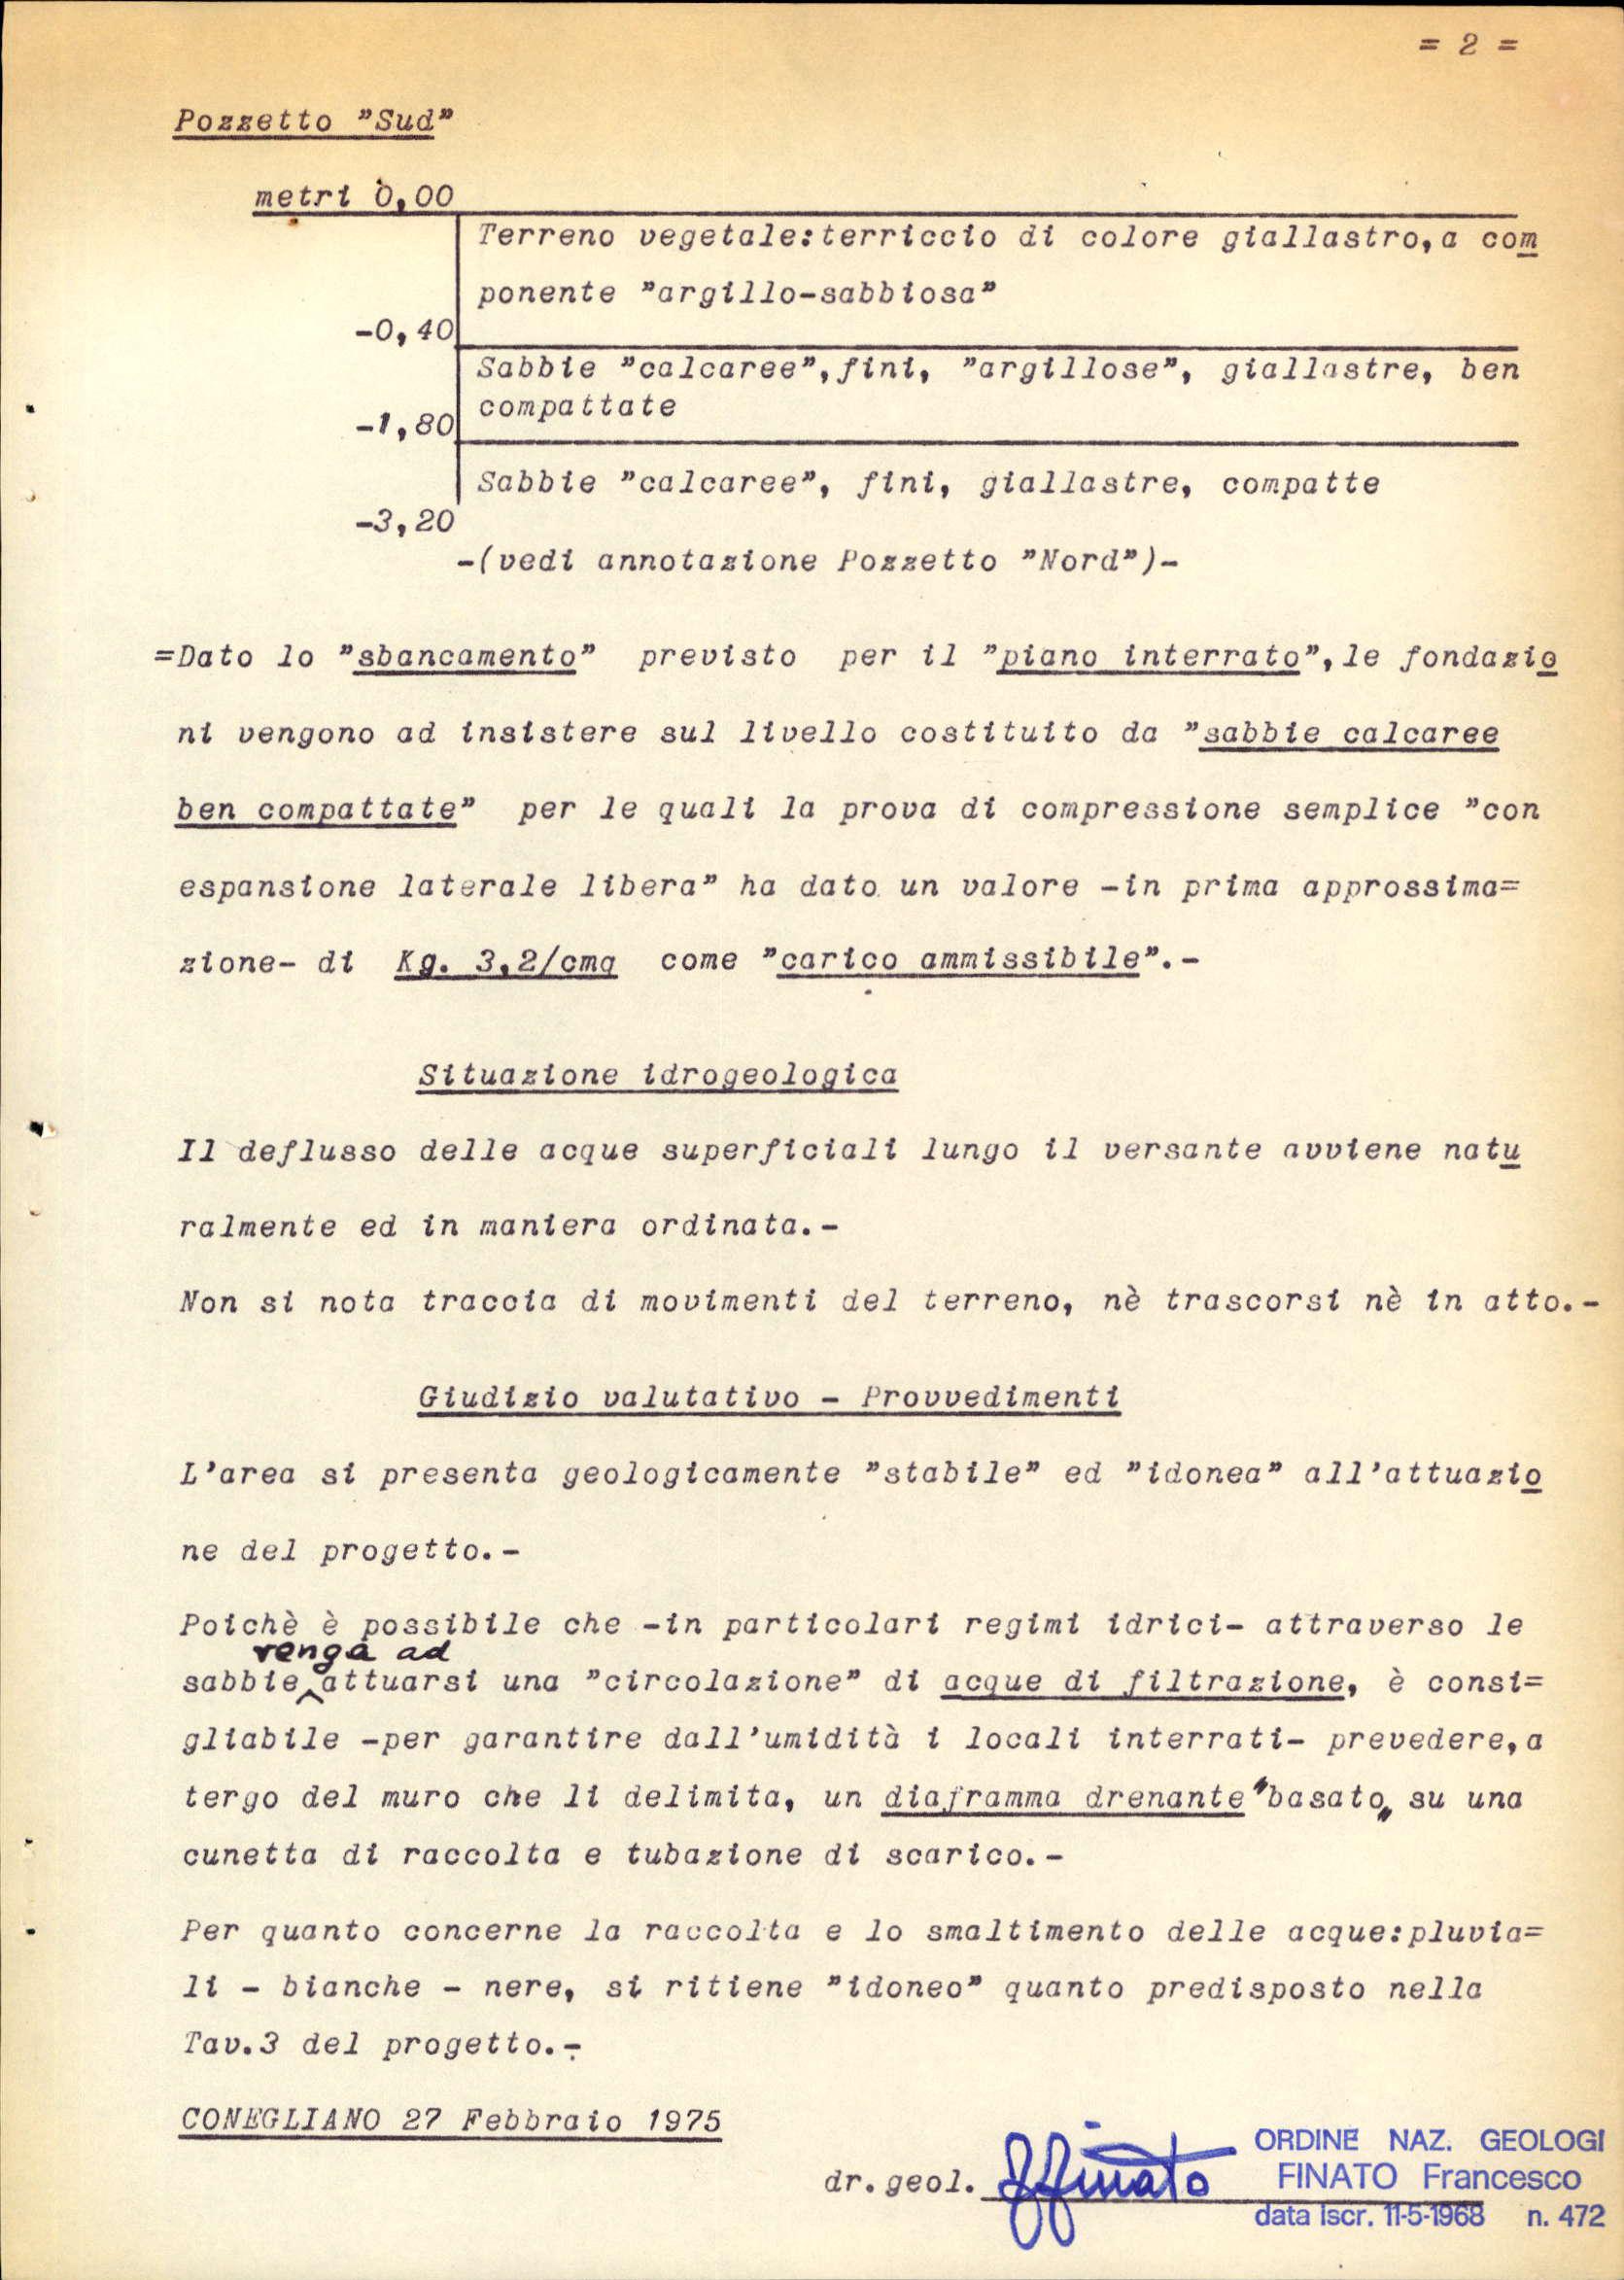 = 2 =
Pozzetto "Sud"
metri 0,00
Terreno vegetale:terriccio di colore giallastro,a com
ponente "argillo-sabbiosa"
-0,40
Sabbie "calcaree",fini, "argillose", giallastre, ben
compattate
-1,80
Sabbie "calcaree", fini, giallastre, compatte
-3,20
-(vedi annotazione Pozzetto "Nord")-
=Dato lo "sbancamento" previsto per il "piano interrato",le fondazio
ni vengono ad insistere sul livello costituito da "sabbie calcaree
ben compattate" per le quali la prova di compressione semplice "con
espansione laterale libera" ha dato un valore -in prima approssima=
zione- di Kg. 3,2/cmq come "carico ammissibile".-
Situazione idrogeologica
Il deflusso delle acque superficiali lungo il versante avviene natu
ralmente ed in maniera ordinata.-
Non si nota traccia di movimenti del terreno, nè trascorsi nè in atto.-
Giudizio valutativo - Provvedimenti
L'area si presenta geologicamente "stabile" ed "idonea" all'attuazio
ne del progetto.-
Poichè è possibile che -in particolari regimi idrici- attraverso le
venga ad
sabbie attuarsi una "circolazione" di acque di filtrazione, è consi=
gliabile -per garantire dall'umidità i locali interrati- prevedere,a
tergo del muro che li delimita, un diaframma drenante "basato" su una
cunetta di raccolta e tubazione di scarico.-
Per quanto concerne la raccolta e lo smaltimento delle acque:pluvia=
li - bianche - nere, si ritiene "idoneo" quanto predisposto nella
Tav.3 del progetto.-
CONEGLIANO 27 Febbraio 1975
dr.geol. ffinato
ORDINE NAZ. GEOLOGI
FINATO Francesco
data Iscr. 11-5-1968 n. 472